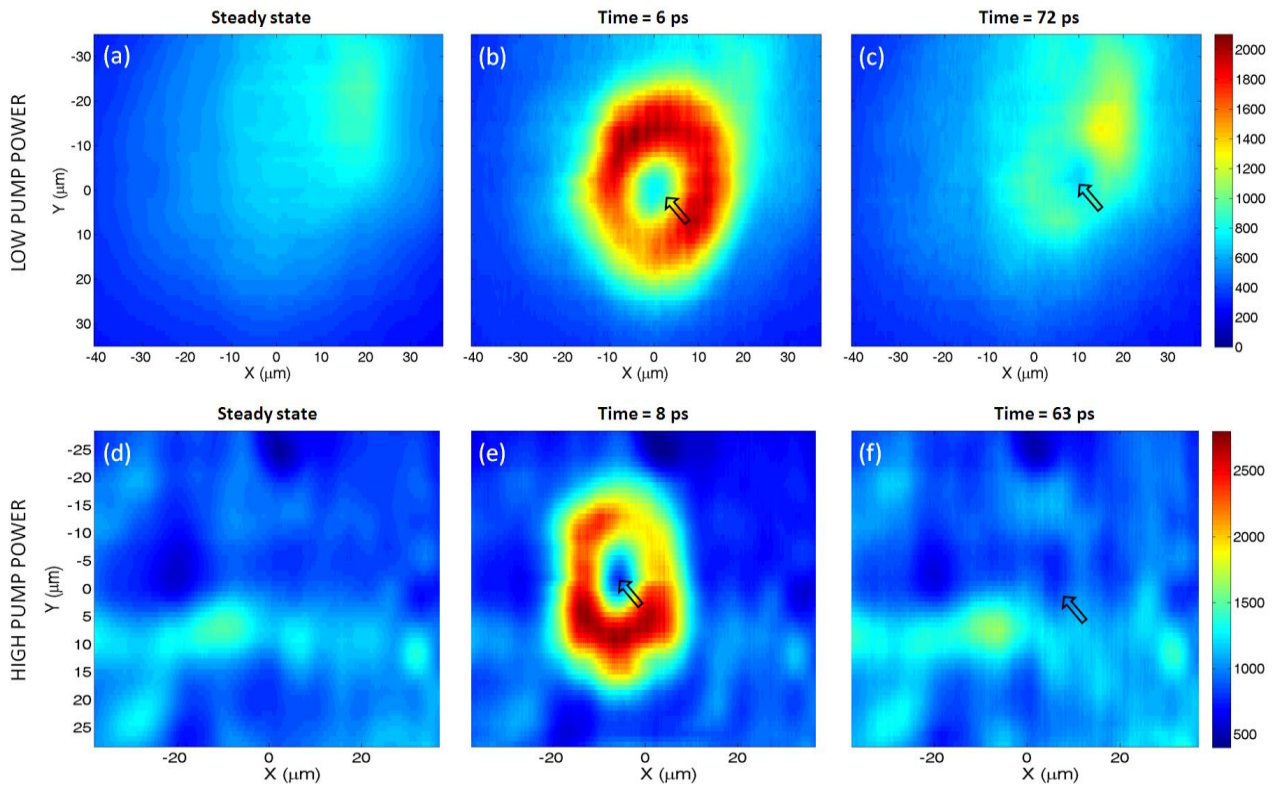 Steady state
Time = 6 ps
Time = 72 ps
LOW PUMP POWER
(a)
(b)
(c)
-30
-20
-10
0
10
20
30
Y (μm)
-40 -30 -20 -10 0 10 20 30
X (μm)
-40 -30 -20 -10 0 10 20 30
X (μm)
-40 -30 -20 -10 0 10 20 30
X (μm)
2000
1800
1600
1400
1200
1000
800
600
400
200
0
Steady state
Time = 8 ps
Time = 63 ps
HIGH PUMP POWER
(d)
(e)
(f)
-25
-20
-15
-10
-5
0
5
10
15
20
25
Y (μm)
-20 0 20
X (μm)
-20 0 20
X (μm)
-20 0 20
X (μm)
2500
2000
1500
1000
500